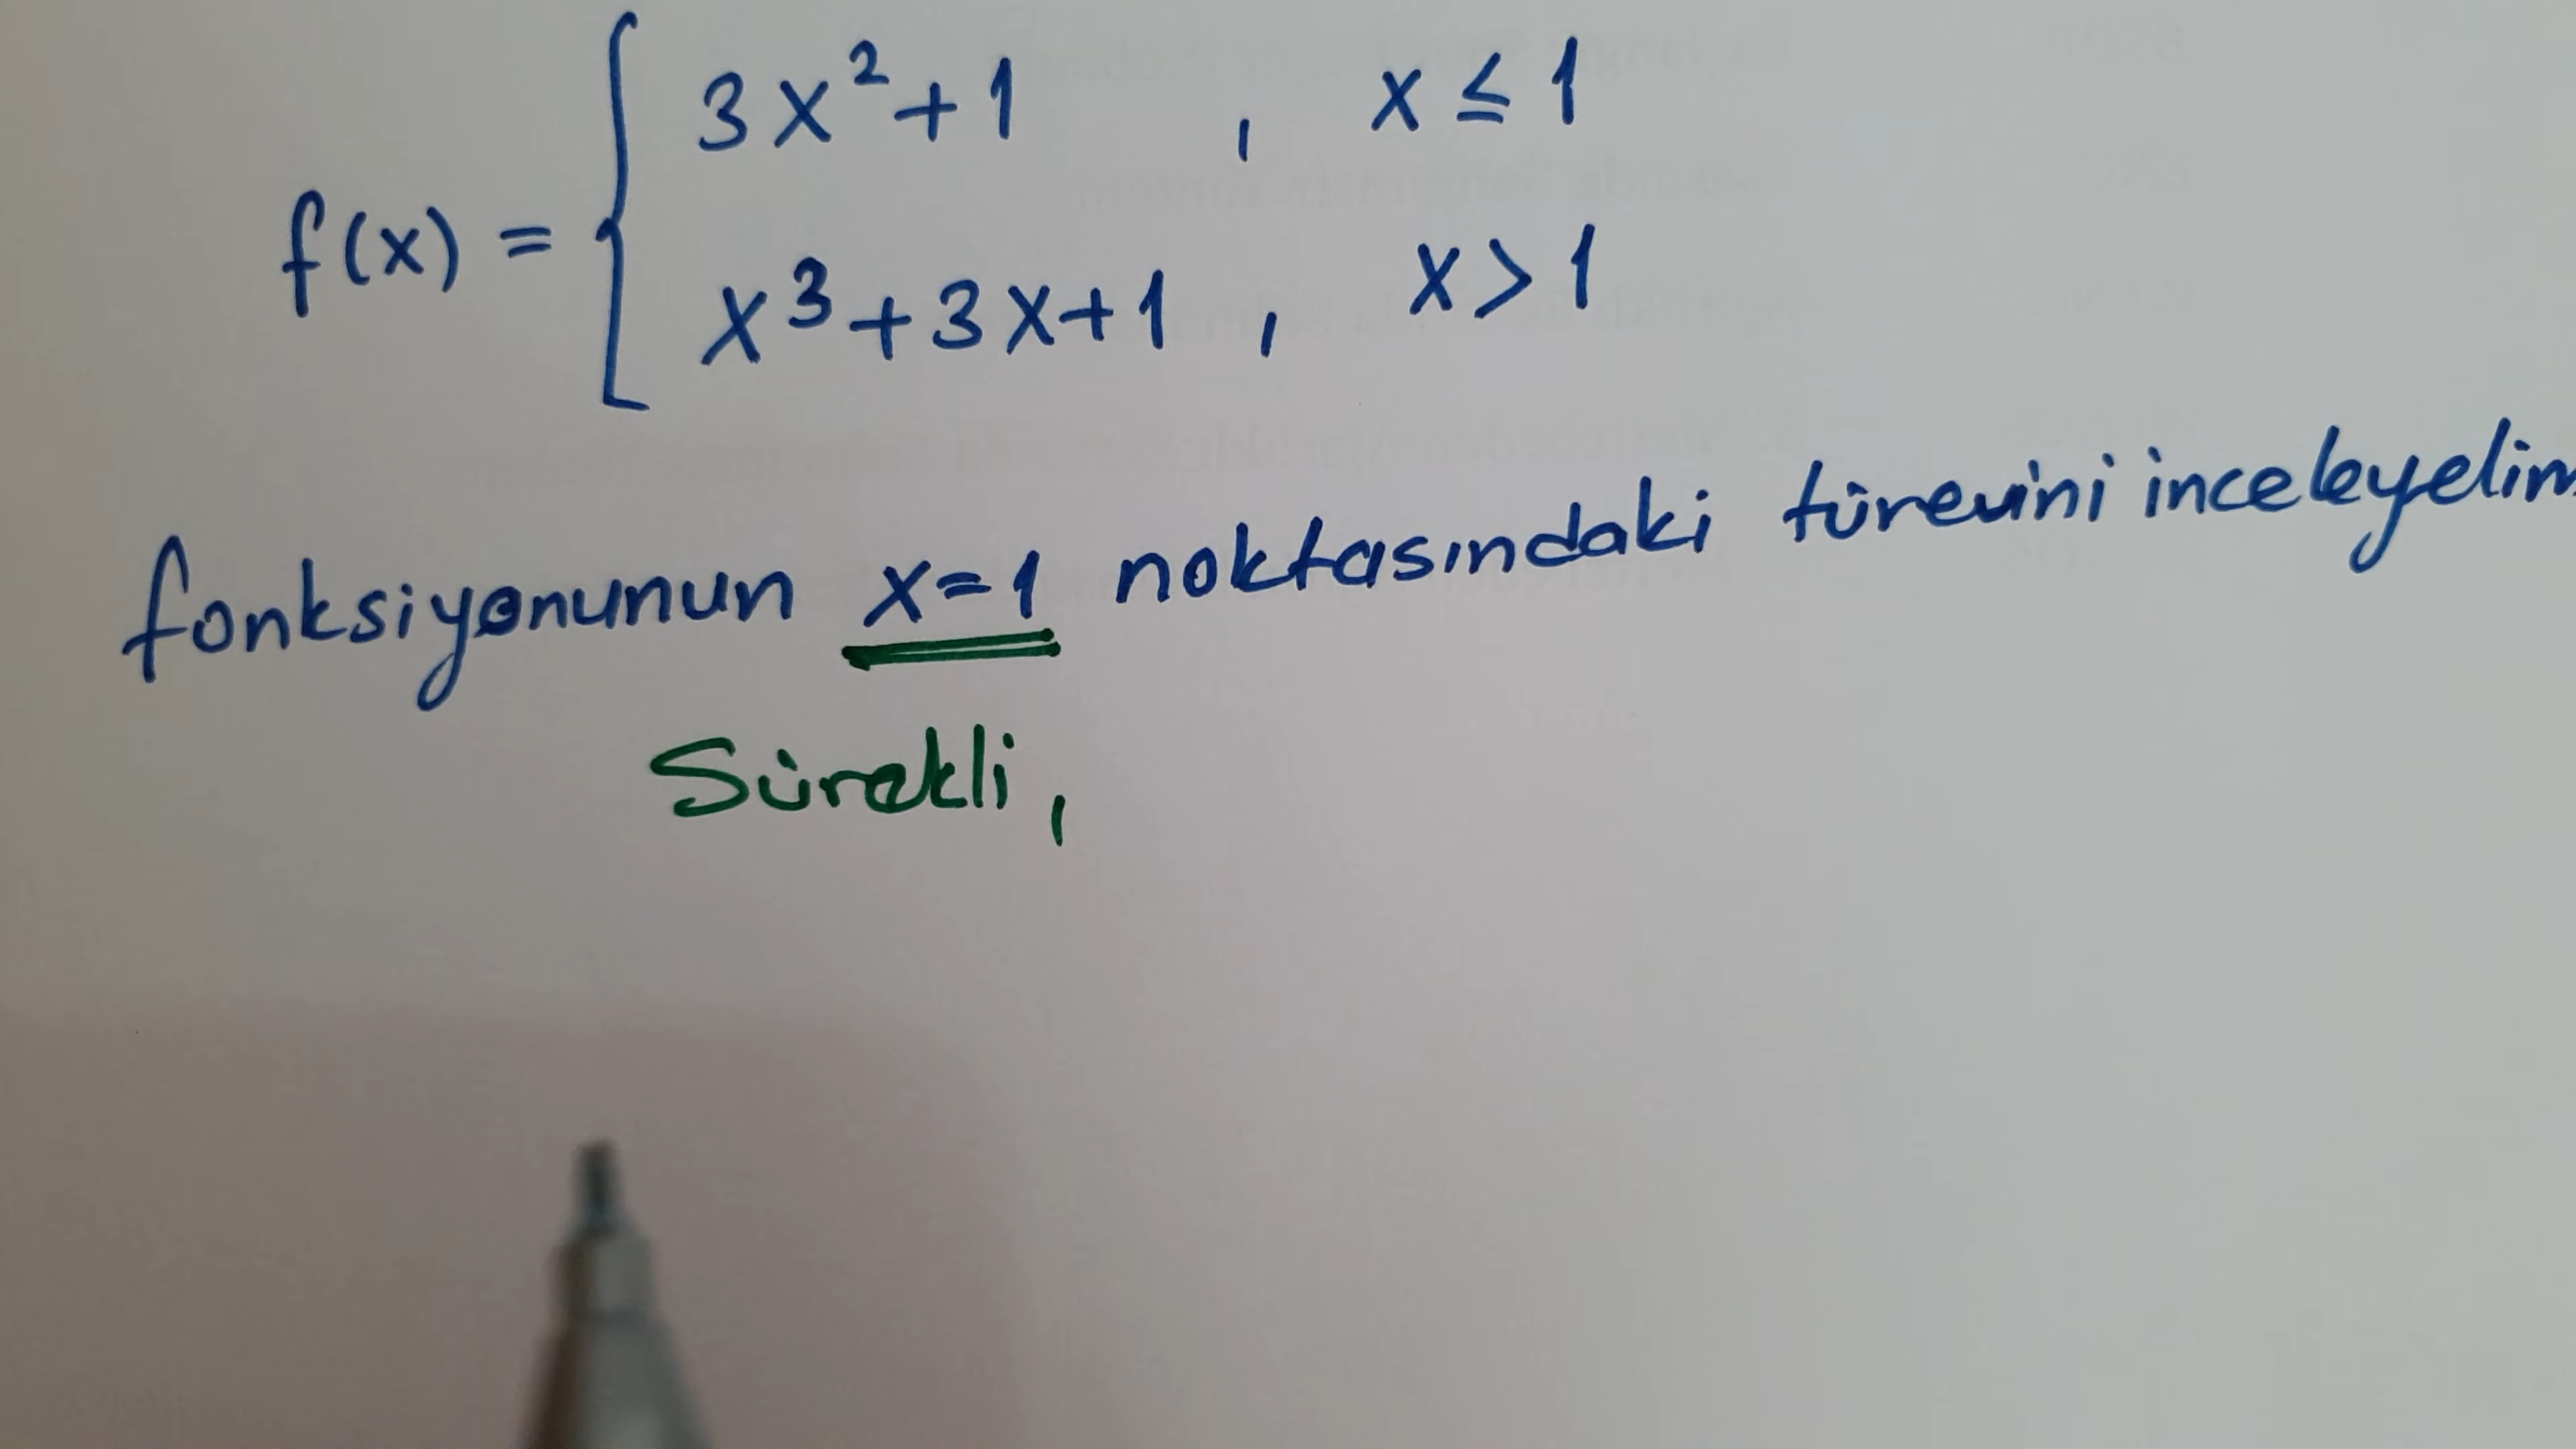 3x²+1 , x ≤ 1
f(x) =
x³+3x+1 , x>1
fonksiyonunun x=1 noktasındaki türevini inceleyelim
Sürekli,